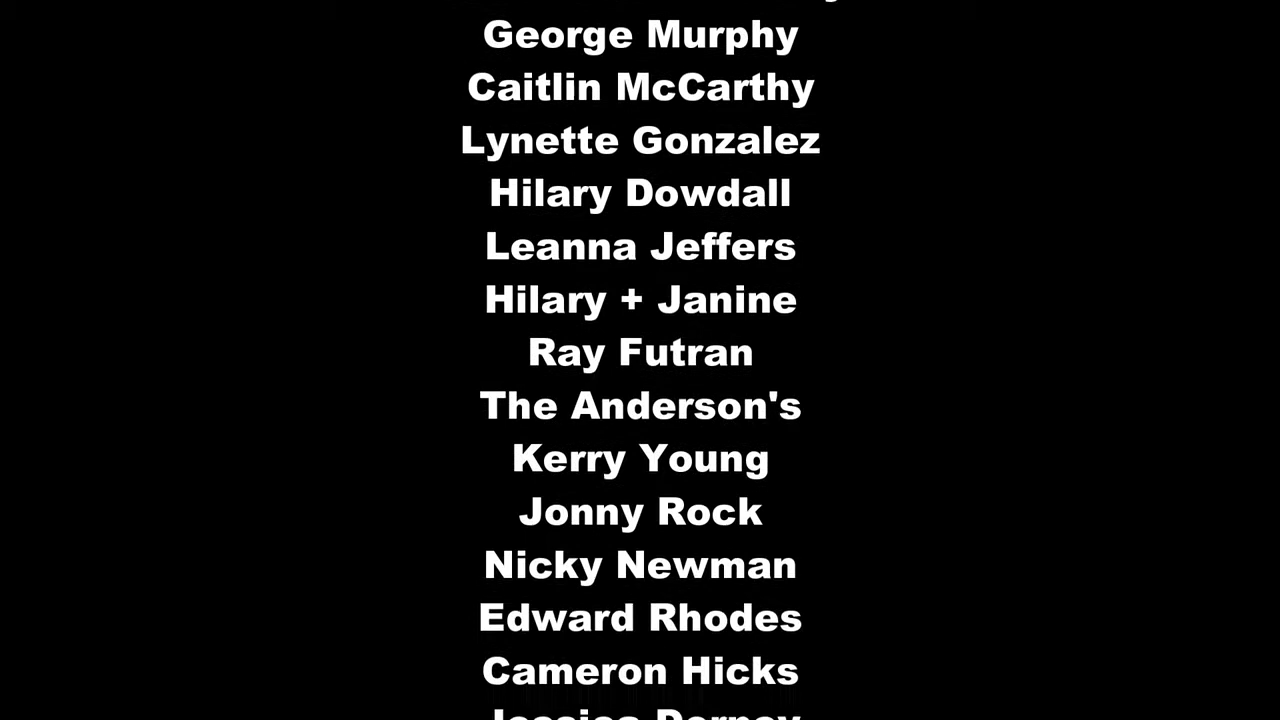 George Murphy
Caitlin McCarthy
Lynette Gonzalez
Hilary Dowdall
Leanna Jeffers
Hilary + Janine
Ray Futran
The Anderson's
Kerry Young
Jonny Rock
Nicky Newman
Edward Rhodes
Cameron Hicks
Jessica